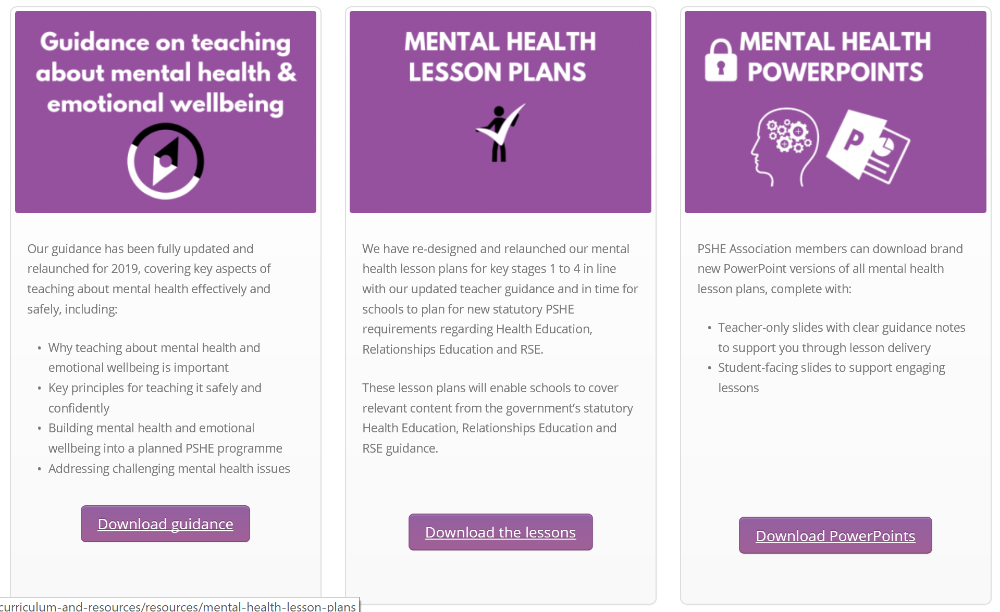 Guidance on teaching
about mental health &
emotional wellbeing
Our guidance has been fully updated and
relaunched for 2019, covering key aspects of
teaching about mental health effectively and
safely, including:
• Why teaching about mental health and
emotional wellbeing is important
• Key principles for teaching it safely and
confidently
• Building mental health and emotional
wellbeing into a planned PSHE programme
• Addressing challenging mental health issues
Download guidance
MENTAL HEALTH
LESSON PLANS
We have re-designed and relaunched our mental
health lesson plans for key stages 1 to 4 in line
with our updated teacher guidance and in time for
schools to plan for new statutory PSHE
requirements regarding Health Education,
Relationships Education and RSE.
These lesson plans will enable schools to cover
relevant content from the government’s statutory
Health Education, Relationships Education and
RSE guidance.
Download the lessons
MENTAL HEALTH
POWERPOINTS
P
PSHE Association members can download brand
new PowerPoint versions of all mental health
lesson plans, complete with:
• Teacher-only slides with clear guidance notes
to support you through lesson delivery
• Student-facing slides to support engaging
lessons
Download PowerPoints
curriculum-and-resources/resources/mental-health-lesson-plans